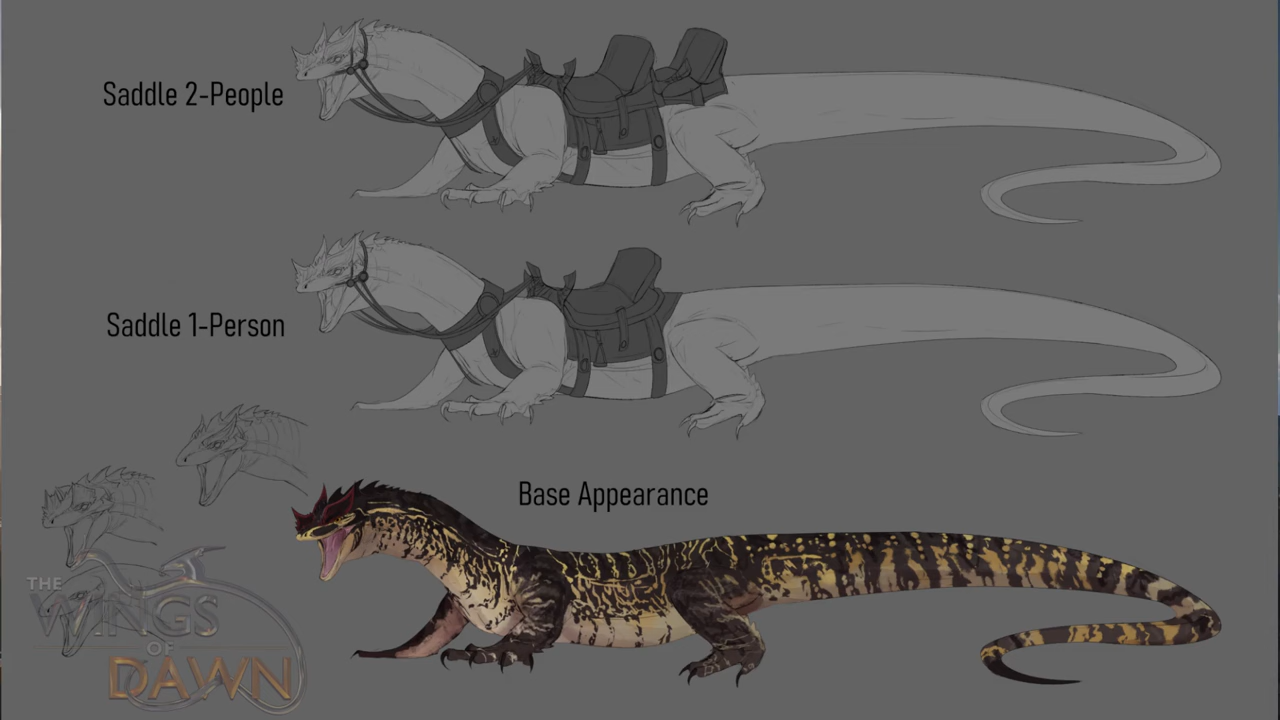 Saddle 2-People
Saddle 1-Person
Base Appearance
THE
WINGS
OF
DAWN